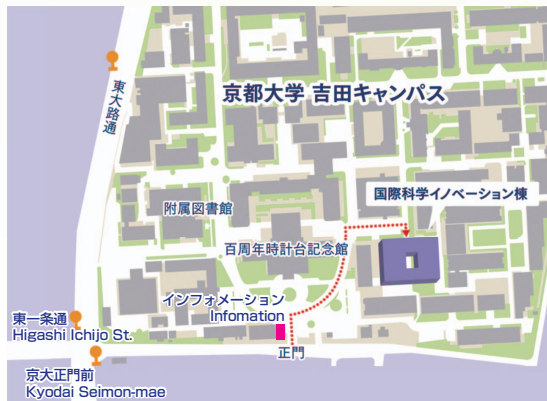 京都大学 吉田キャンパス
東大路通
国際科学イノベーション棟
附属図書館
百周年時計台記念館
インフォメーション
Infomation
東一条通
Higashi Ichijo St.
正門
京大正門前
Kyodai Seimon-mae